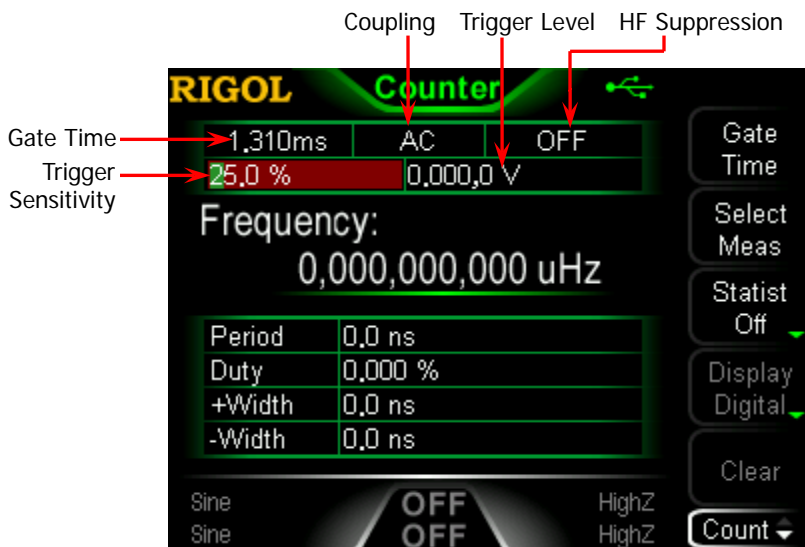 Coupling Trigger Level HF Suppression
RIGOL Counter
Gate Time 1.310ms AC OFF
Trigger Sensitivity 25.0 % 0.000,0 V
Frequency:
0,000,000,000 uHz
Period 0.0 ns
Duty 0.000 %
+Width 0.0 ns
-Width 0.0 ns
Sine OFF HighZ
Sine OFF HighZ
Gate
Time
Select
Meas
Statist
Off
Display
Digital
Clear
Count